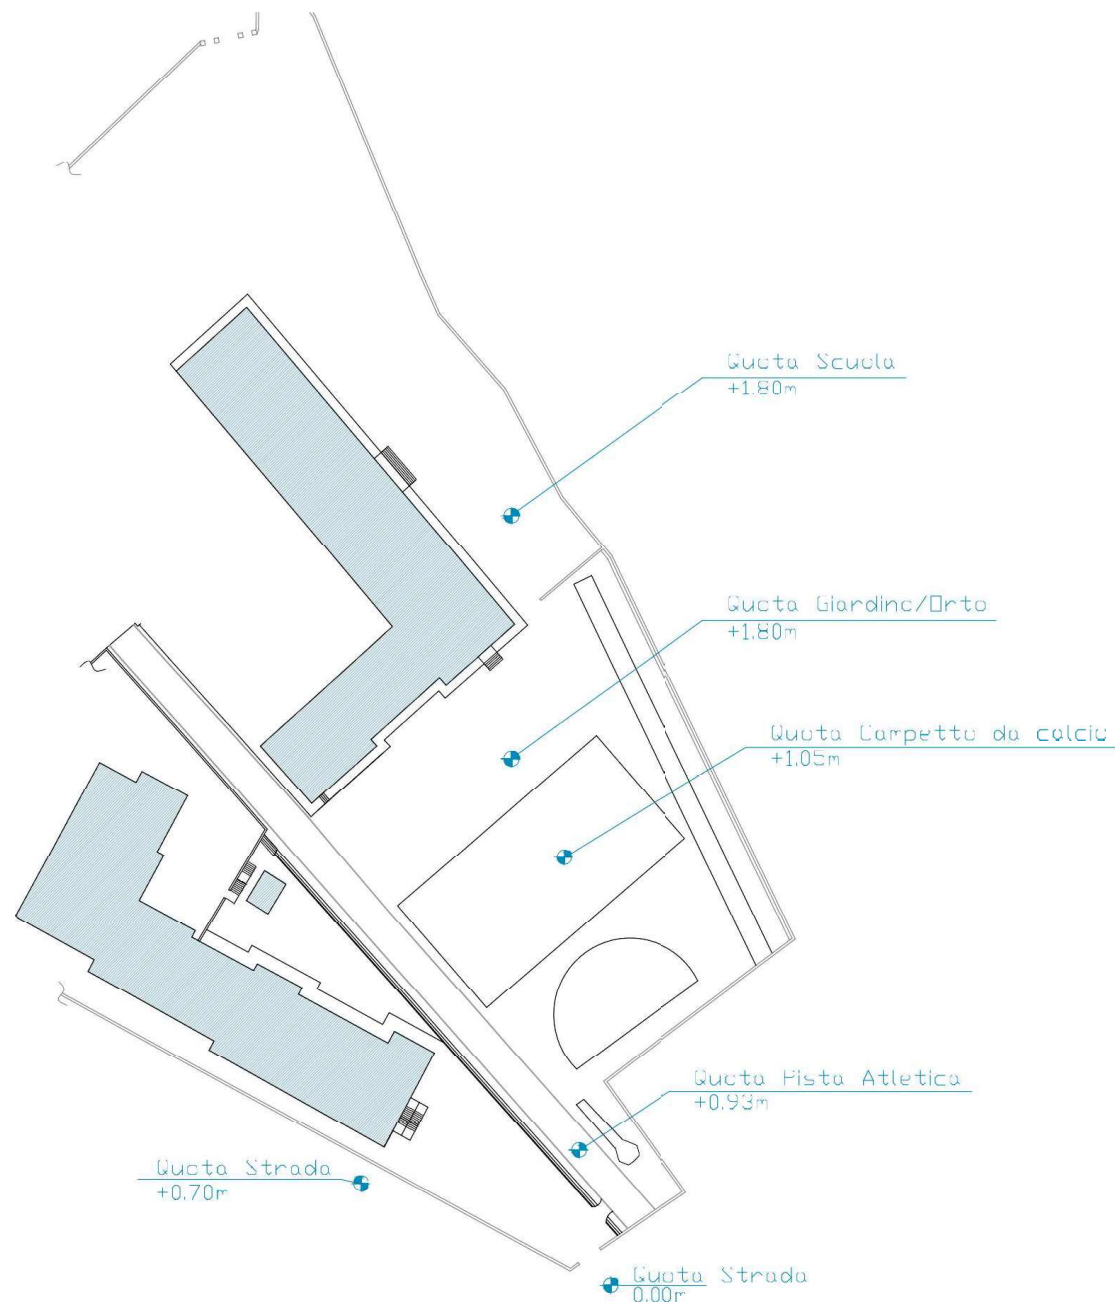 Quota Scuola
+1.80m
Quota Giardino/Orto
+1.80m
Quota Campetto da calcio
+1.05m
Quota Pista Atletica
+0.93m
Quota Strada
+0.70m
Quota Strada
0.00m